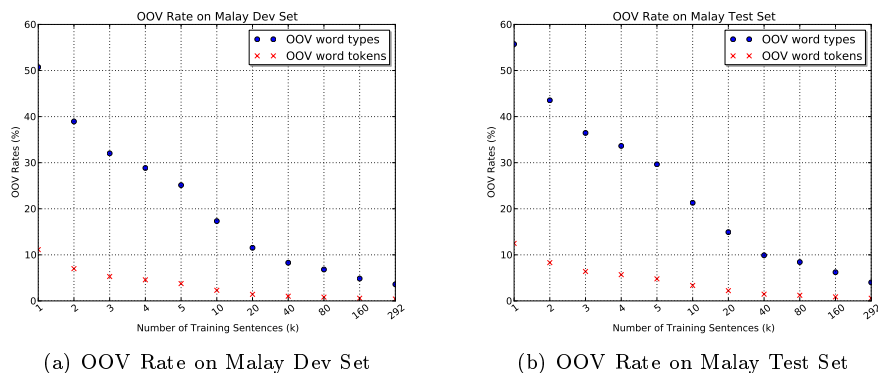 OOV Rate on Malay Dev Set
OOV word types
OOV word tokens
60
50
40
30
20
10
0
OOV Rates (%)
1 2 3 4 5 10 20 40 80 160 292
Number of Training Sentences (k)
(a) OOV Rate on Malay Dev Set
OOV Rate on Malay Test Set
OOV word types
OOV word tokens
60
50
40
30
20
10
0
OOV Rates (%)
1 2 3 4 5 10 20 40 80 160 292
Number of Training Sentences (k)
(b) OOV Rate on Malay Test Set